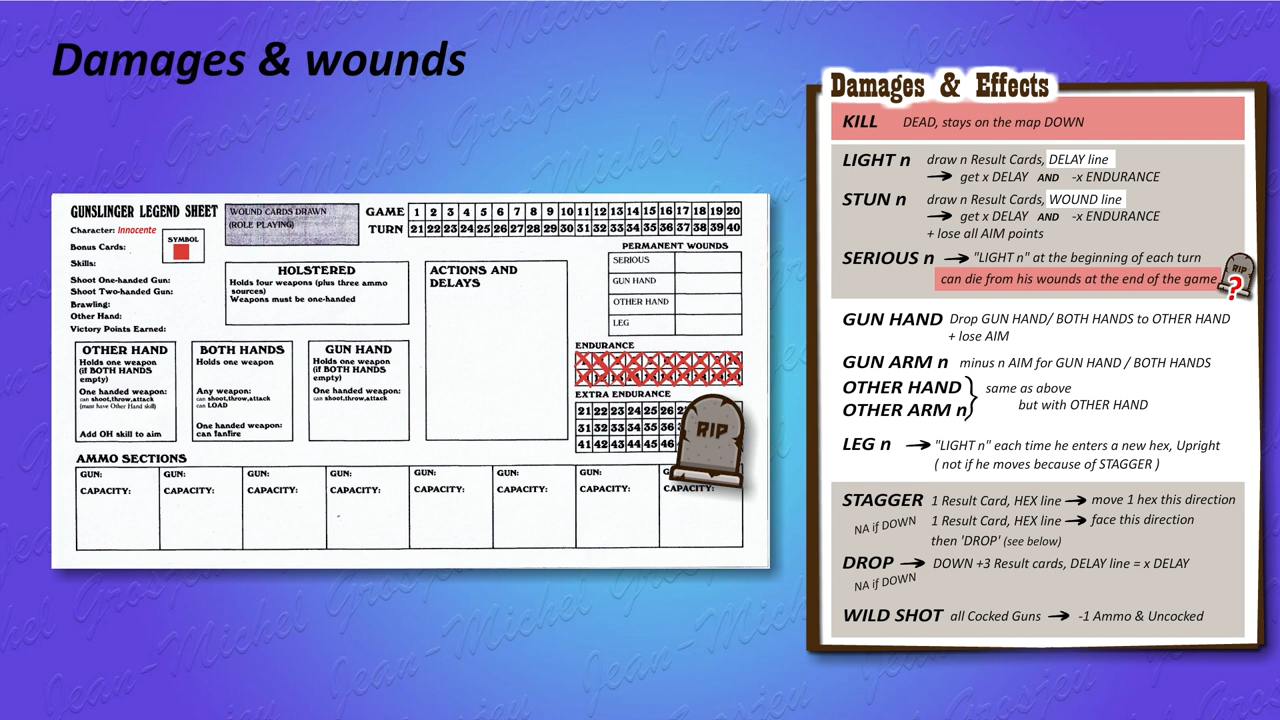 Damages & wounds
GUNSLINGER LEGEND SHEET
Character: Innocente
Bonus Cards:
SYMBOL
Skills:
Shoot One-handed Gun:
Shoot Two-handed Gun:
Brawling:
Other Hand:
Victory Points Earned:
WOUND CARDS DRAWN
(ROLE PLAYING)
GAME 1 2 3 4 5 6 7 8 9 10 11 12 13 14 15 16 17 18 19 20
TURN 21 22 23 24 25 26 27 28 29 30 31 32 33 34 35 36 37 38 39 40
HOLSTERED
Holds four weapons (plus three ammo
sources)
Weapons must be one-handed
ACTIONS AND
DELAYS
PERMANENT WOUNDS
SERIOUS
GUN HAND
OTHER HAND
LEG
OTHER HAND
Holds one weapon
(if BOTH HANDS
empty)
One handed weapon:
can shoot,throw,attack
(must have Other Hand skill)
Add OH skill to aim
BOTH HANDS
Holds one weapon
Any weapon:
can shoot,throw,attack
can LOAD
One handed weapon:
can fanfire
GUN HAND
Holds one weapon
(if BOTH HANDS
empty)
One handed weapon:
can shoot,throw,attack
ENDURANCE
EXTRA ENDURANCE
21 22 23 24 25 26
31 32 33 34 35 36
41 42 43 44 45 46
RIP
AMMO SECTIONS
GUN: GUN: GUN: GUN: GUN: GUN: GUN:
CAPACITY: CAPACITY: CAPACITY: CAPACITY: CAPACITY: CAPACITY: CAPACITY: CAPACITY:
Damages & Effects
KILL DEAD, stays on the map DOWN
LIGHT n draw n Result Cards, DELAY line
→ get x DELAY AND -x ENDURANCE
STUN n draw n Result Cards, WOUND line
→ get x DELAY AND -x ENDURANCE
+ lose all AIM points
SERIOUS n → "LIGHT n" at the beginning of each turn
can die from his wounds at the end of the game
RIP
?
GUN HAND Drop GUN HAND/ BOTH HANDS to OTHER HAND
+ lose AIM
GUN ARM n minus n AIM for GUN HAND / BOTH HANDS
OTHER HAND } same as above
OTHER ARM n but with OTHER HAND
LEG n → "LIGHT n" each time he enters a new hex, Upright
( not if he moves because of STAGGER )
STAGGER 1 Result Card, HEX line → move 1 hex this direction
NA if DOWN 1 Result Card, HEX line → face this direction
then 'DROP' (see below)
DROP → DOWN +3 Result cards, DELAY line = x DELAY
NA if DOWN
WILD SHOT all Cocked Guns → -1 Ammo & Uncocked
Jean-Michel Grosjeu